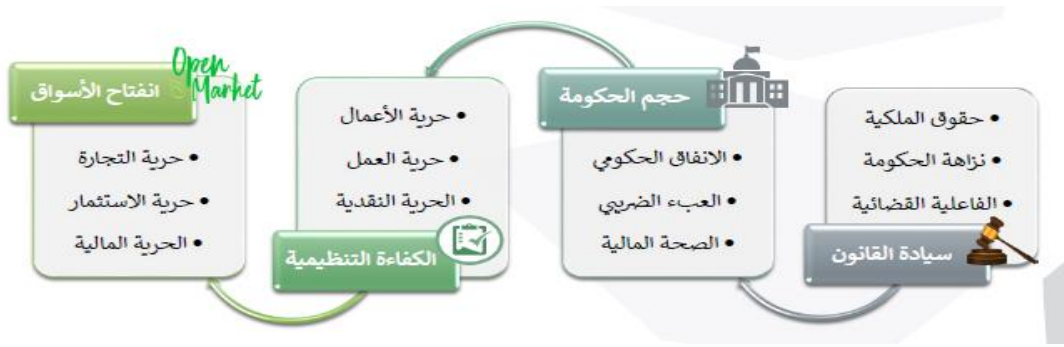 حقوق الملكية
نزاهة الحكومة
الفاعلية القضائية
سيادة القانون
حجم الحكومة
الانفاق الحكومي
العبء الضريبي
الصحة المالية
حرية الأعمال
حرية العمل
الحرية النقدية
الكفاءة التنظيمية
انفتاح الأسواق
Open
Market
حرية التجارة
حرية الاستثمار
الحرية المالية